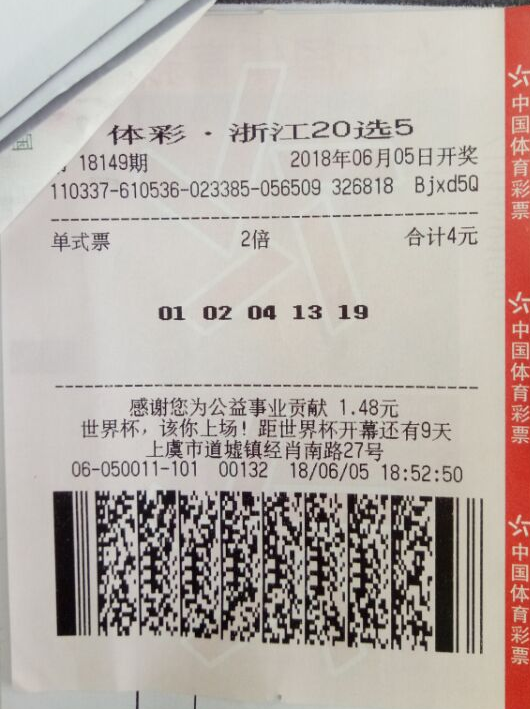 体彩·浙江20选5
18149期 2018年06月05日开奖
110337-610536-023385-056509 326818 Bjxd5Q
单式票 2倍 合计4元
01 02 04 13 19
感谢您为公益事业贡献 1.48元
世界杯，该你上场！距世界杯开幕还有9天
上虞市道墟镇经肖南路27号
06-050011-101 00132 18/06/05 18:52:50
中国体育彩票
中国体育彩票
中国体育彩票